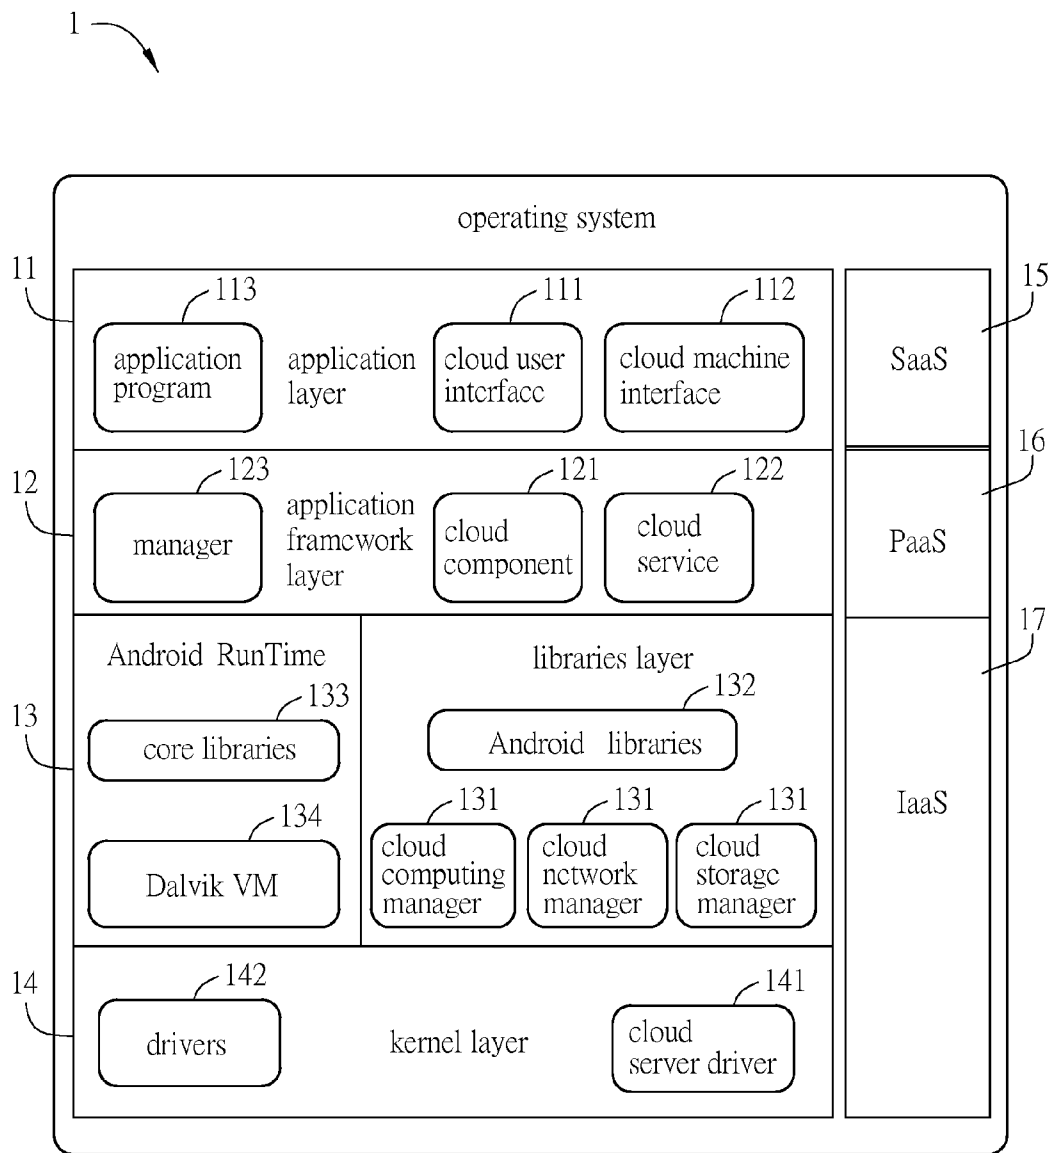 1
operating system
11
113
111
112
15
application
program
application
layer
cloud user
interface
cloud machine
interface
SaaS
12
123
121
122
16
manager
application
framework
layer
cloud
component
cloud
service
PaaS
17
Android RunTime
libraries layer
13
133
132
core libraries
Android libraries
IaaS
134
131
131
131
Dalvik VM
cloud
computing
manager
cloud
network
manager
cloud
storage
manager
14
142
141
drivers
kernel layer
cloud
server driver